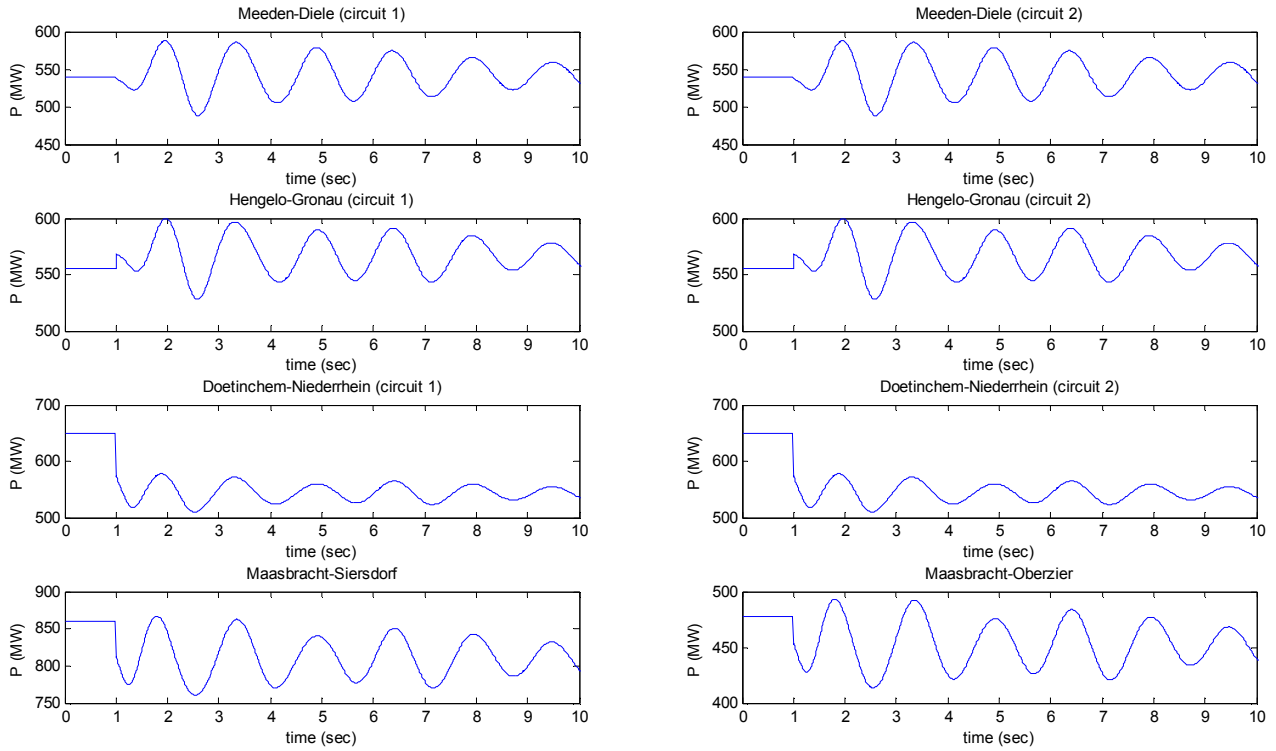 Meeden-Diele (circuit 1)
600
550
500
450
P (MW)
0 1 2 3 4 5 6 7 8 9 10
time (sec)
Meeden-Diele (circuit 2)
600
550
500
450
P (MW)
0 1 2 3 4 5 6 7 8 9 10
time (sec)
Hengelo-Gronau (circuit 1)
600
550
500
P (MW)
0 1 2 3 4 5 6 7 8 9 10
time (sec)
Hengelo-Gronau (circuit 2)
600
550
500
P (MW)
0 1 2 3 4 5 6 7 8 9 10
time (sec)
Doetinchem-Niederrhein (circuit 1)
700
600
500
P (MW)
0 1 2 3 4 5 6 7 8 9 10
time (sec)
Doetinchem-Niederrhein (circuit 2)
700
600
500
P (MW)
0 1 2 3 4 5 6 7 8 9 10
time (sec)
Maasbracht-Siersdorf
900
850
800
750
P (MW)
0 1 2 3 4 5 6 7 8 9 10
time (sec)
Maasbracht-Oberzier
500
450
400
P (MW)
0 1 2 3 4 5 6 7 8 9 10
time (sec)